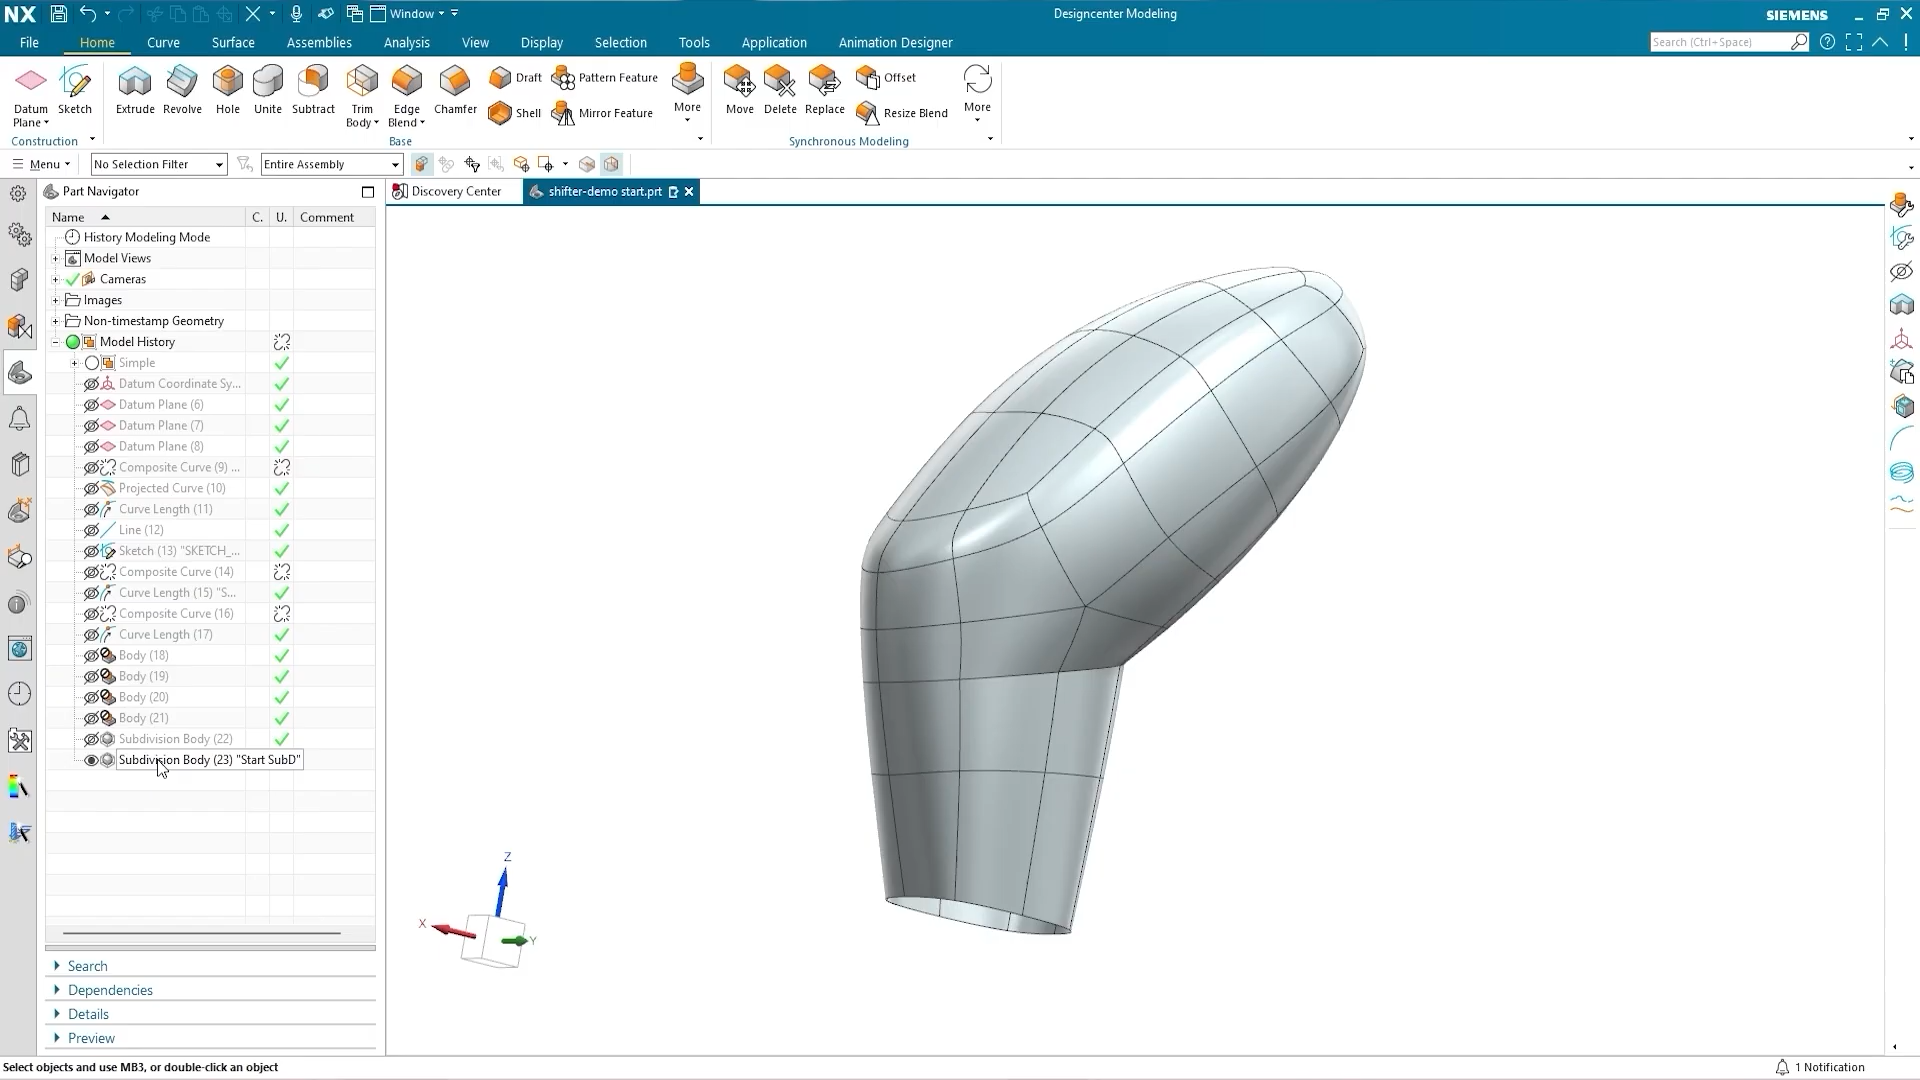 NX
Window
Designcenter Modeling
SIEMENS
File
Home
Curve
Surface
Assemblies
Analysis
View
Display
Selection
Tools
Application
Animation Designer
Search (Ctrl+Space)
Datum Plane
Sketch
Extrude
Revolve
Hole
Unite
Subtract
Trim Body
Edge Blend
Chamfer
Draft
Shell
Pattern Feature
Mirror Feature
More
Move
Delete
Replace
Offset
Resize Blend
More
Construction
Base
Synchronous Modeling
Menu
No Selection Filter
Entire Assembly
Part Navigator
Discovery Center
shifter-demo start.prt
Name
C.
U.
Comment
History Modeling Mode
Model Views
Cameras
Images
Non-timestamp Geometry
Model History
Simple
Datum Coordinate Sy...
Datum Plane (6)
Datum Plane (7)
Datum Plane (8)
Composite Curve (9) ...
Projected Curve (10)
Curve Length (11)
Line (12)
Sketch (13) "SKETCH_...
Composite Curve (14)
Curve Length (15) "S...
Composite Curve (16)
Curve Length (17)
Body (18)
Body (19)
Body (20)
Body (21)
Subdivision Body (22)
Subdivision Body (23) "Start SubD"
Z
X
Y
Search
Dependencies
Details
Preview
Select objects and use MB3, or double-click an object
1 Notification